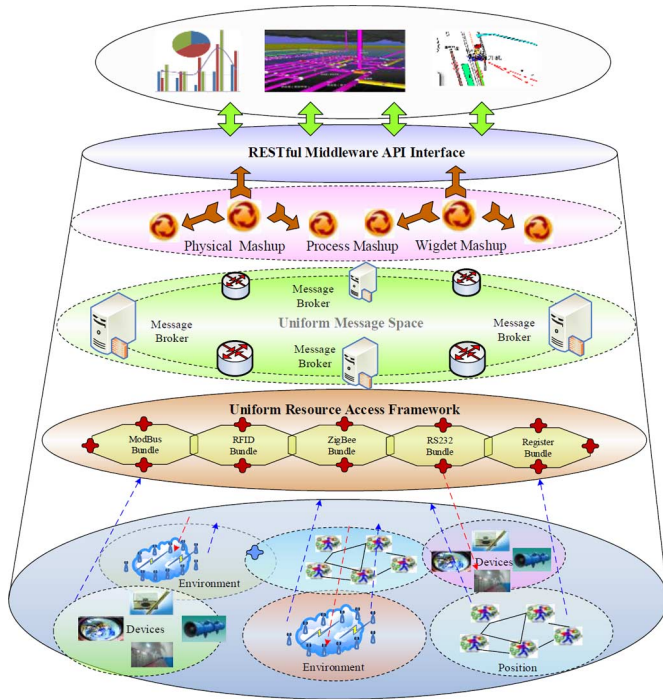 RESTful Middleware API Interface
Physical Mashup
Process Mashup
Wigdet Mashup
Message
Broker
Message
Broker
Uniform Message Space
Message
Broker
Message
Broker
Uniform Resource Access Framework
ModBus
Bundle
RFID
Bundle
ZigBee
Bundle
RS232
Bundle
Register
Bundle
Environment
Devices
Devices
Environment
Position